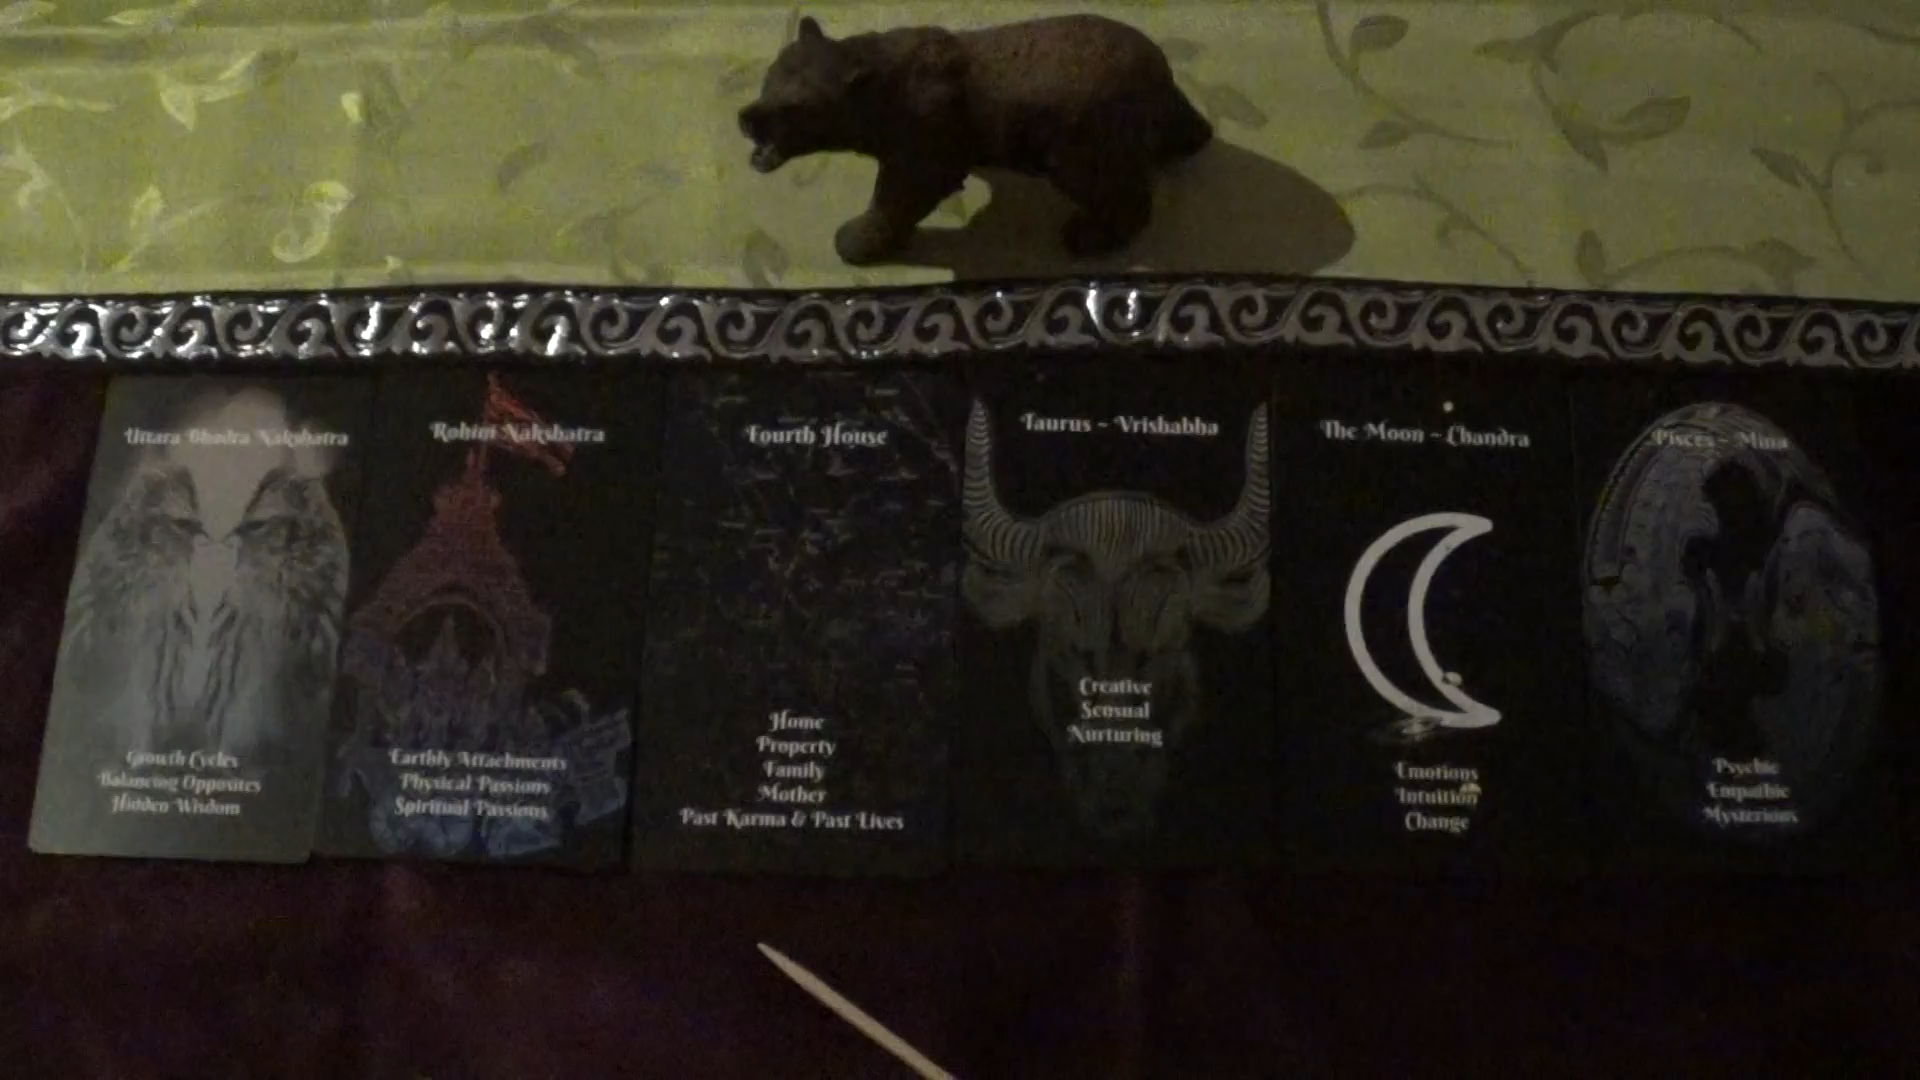 Uttara Bhadra Nakshatra
Growth Cycles
Balancing Opposites
Hidden Wisdom
Rohini Nakshatra
Earthly Attachments
Physical Passions
Spiritual Passions
Fourth House
Home
Property
Family
Mother
Past Karma & Past Lives
Taurus ~ Vrishabha
Creative
Sensual
Nurturing
The Moon ~ Chandra
Emotions
Intuition
Change
Pisces ~ Mina
Psychic
Empathic
Mysterious